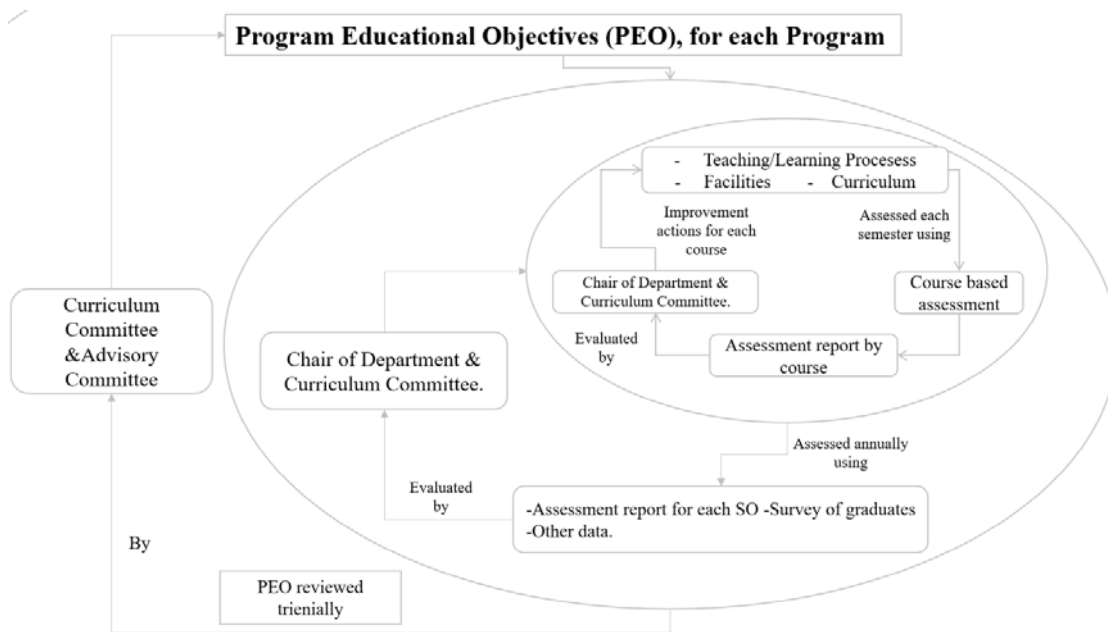 Program Educational Objectives (PEO), for each Program
- Teaching/Learning Procesess
- Facilities - Curriculum
Improvement
actions for each
course
Assessed each
semester using
Chair of Department &
Curriculum Committee.
Course based
assessment
Evaluated
by
Assessment report by
course
Curriculum
Committee
&Advisory
Committee
Chair of Department &
Curriculum Committee.
Assessed annually
using
Evaluated
by
-Assessment report for each SO -Survey of graduates
-Other data.
By
PEO reviewed
trienially